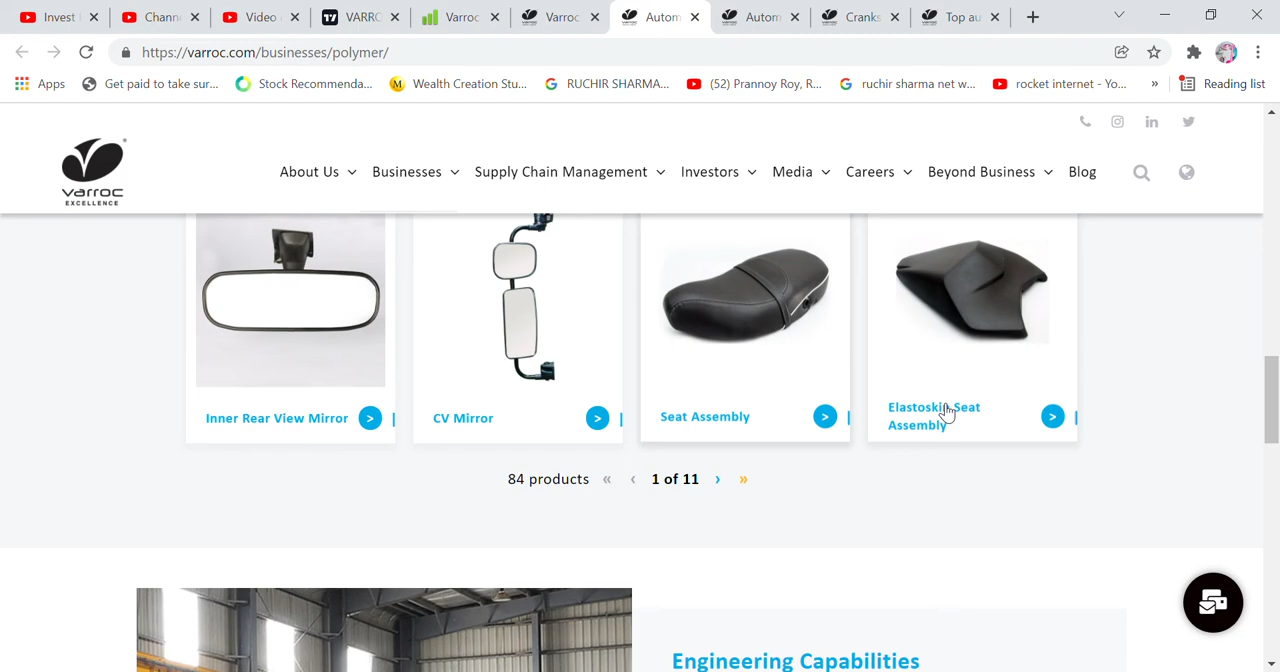 Invest
Chann
Video
VARRO
Varroc
Varroc
Autom
Autom
Cranks
Top au
https://varroc.com/businesses/polymer/
Apps
Get paid to take sur...
Stock Recommenda...
Wealth Creation Stu...
RUCHIR SHARMA...
(52) Prannoy Roy, R...
ruchir sharma net w...
rocket internet - Yo...
»
Reading list
varroc
EXCELLENCE
About Us
Businesses
Supply Chain Management
Investors
Media
Careers
Beyond Business
Blog
Inner Rear View Mirror >
CV Mirror >
Seat Assembly >
Elastoskin Seat
Assembly >
84 products « ‹ 1 of 11 › »
Engineering Capabilities